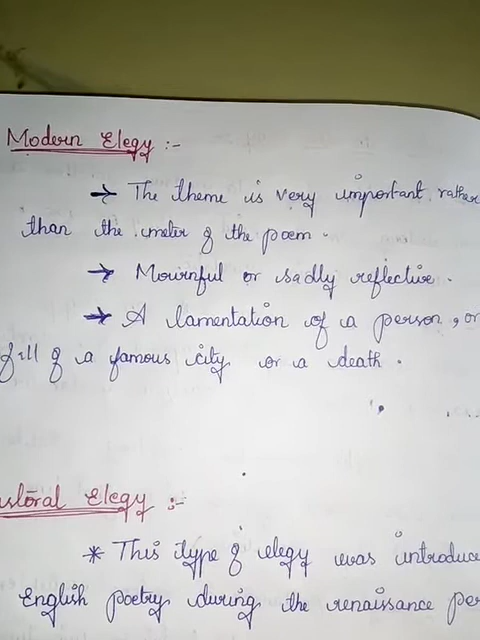 Modern Elegy :-
→ The theme is very important rather
than the meter of the poem.
→ Mournful or sadly reflective.
→ A lamentation of a person, or
fall of a famous city or a death.
astoral Elegy :-
* This type of elegy was introduce
English poetry during the renaissance pe